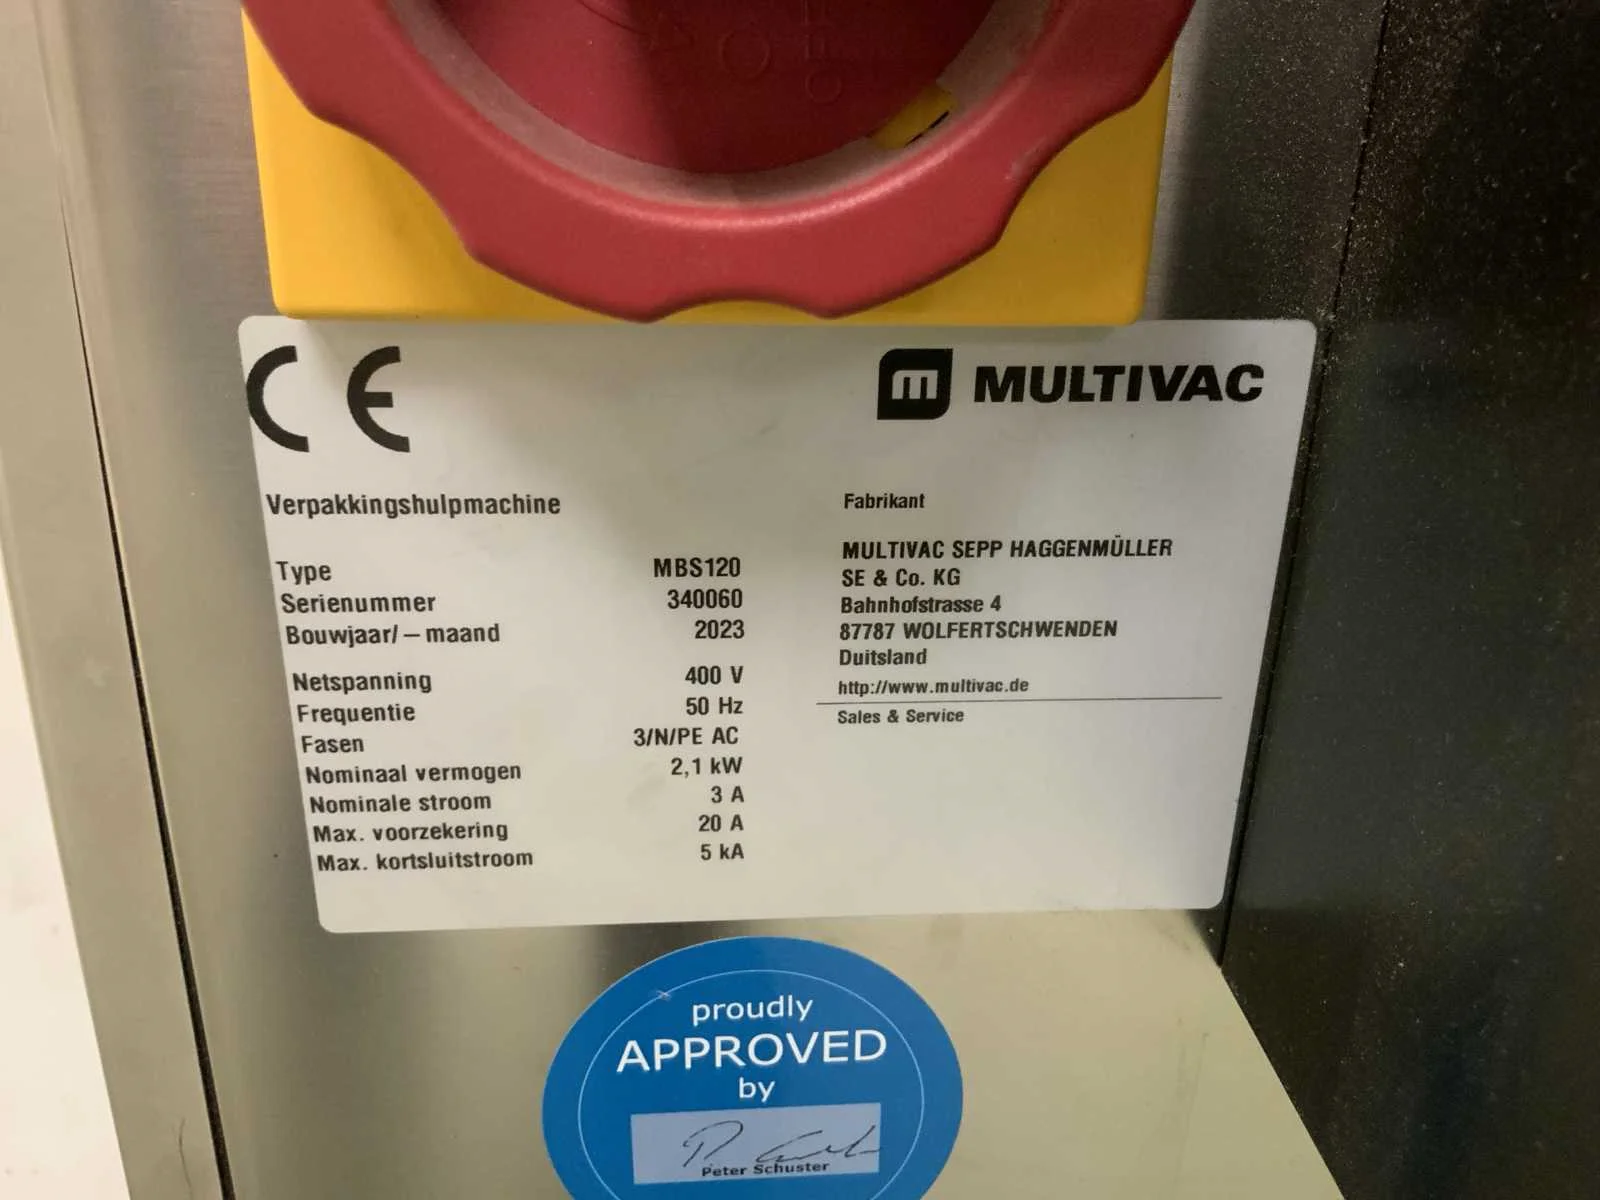 CE
MULTIVAC
Verpakkingshulpmachine
Type MBS120
Serienummer 340060
Bouwjaar/ – maand 2023
Netspanning 400 V
Frequentie 50 Hz
Fasen 3/N/PE AC
Nominaal vermogen 2,1 kW
Nominale stroom 3 A
Max. voorzekering 20 A
Max. kortsluitstroom 5 kA
Fabrikant
MULTIVAC SEPP HAGGENMÜLLER
SE & Co. KG
Bahnhofstrasse 4
87787 WOLFERTSCHWENDEN
Duitsland
http://www.multivac.de
Sales & Service
proudly
APPROVED
by
Peter Schuster